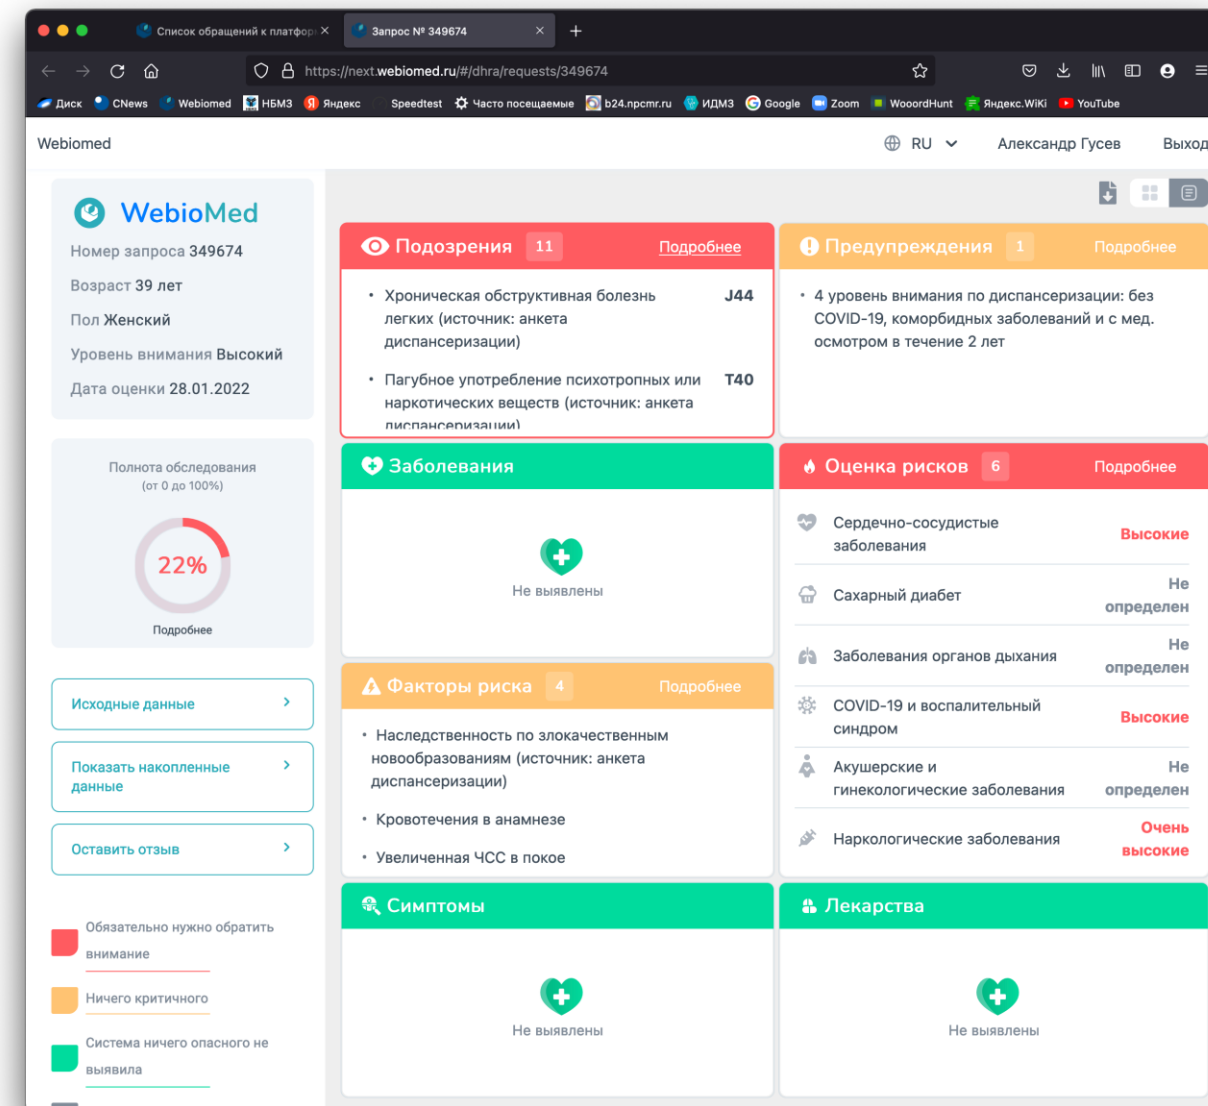 Список обращений к платфор
Запрос № 349674
https://next.webiomed.ru/#/dhra/requests/349674
Диск
CNews
Webiomed
НБМЗ
Яндекс
Speedtest
Часто посещаемые
b24.npcmr.ru
ИДМЗ
Google
Zoom
WooordHunt
Яндекс.WiKi
YouTube
Webiomed
RU
Александр Гусев
Выход
WebioMed
Номер запроса 349674
Возраст 39 лет
Пол Женский
Уровень внимания Высокий
Дата оценки 28.01.2022
Полнота обследования
(от 0 до 100%)
22%
Подробнее
Исходные данные
Показать накопленные
данные
Оставить отзыв
Обязательно нужно обратить
внимание
Ничего критичного
Система ничего опасного не
выявила
Подозрения 11 Подробнее
• Хроническая обструктивная болезнь J44
легких (источник: анкета
диспансеризации)
• Пагубное употребление психотропных или T40
наркотических веществ (источник: анкета
диспансеризации)
Предупреждения 1 Подробнее
• 4 уровень внимания по диспансеризации: без
COVID-19, коморбидных заболеваний и с мед.
осмотром в течение 2 лет
Заболевания
Не выявлены
Оценка рисков 6 Подробнее
Сердечно-сосудистые
заболевания
Высокие
Сахарный диабет
Не
определен
Заболевания органов дыхания
Не
определен
COVID-19 и воспалительный
синдром
Высокие
Акушерские и
гинекологические заболевания
Не
определен
Наркологические заболевания
Очень
высокие
Факторы риска 4 Подробнее
• Наследственность по злокачественным
новообразованиям (источник: анкета
диспансеризации)
• Кровотечения в анамнезе
• Увеличенная ЧСС в покое
Симптомы
Не выявлены
Лекарства
Не выявлены